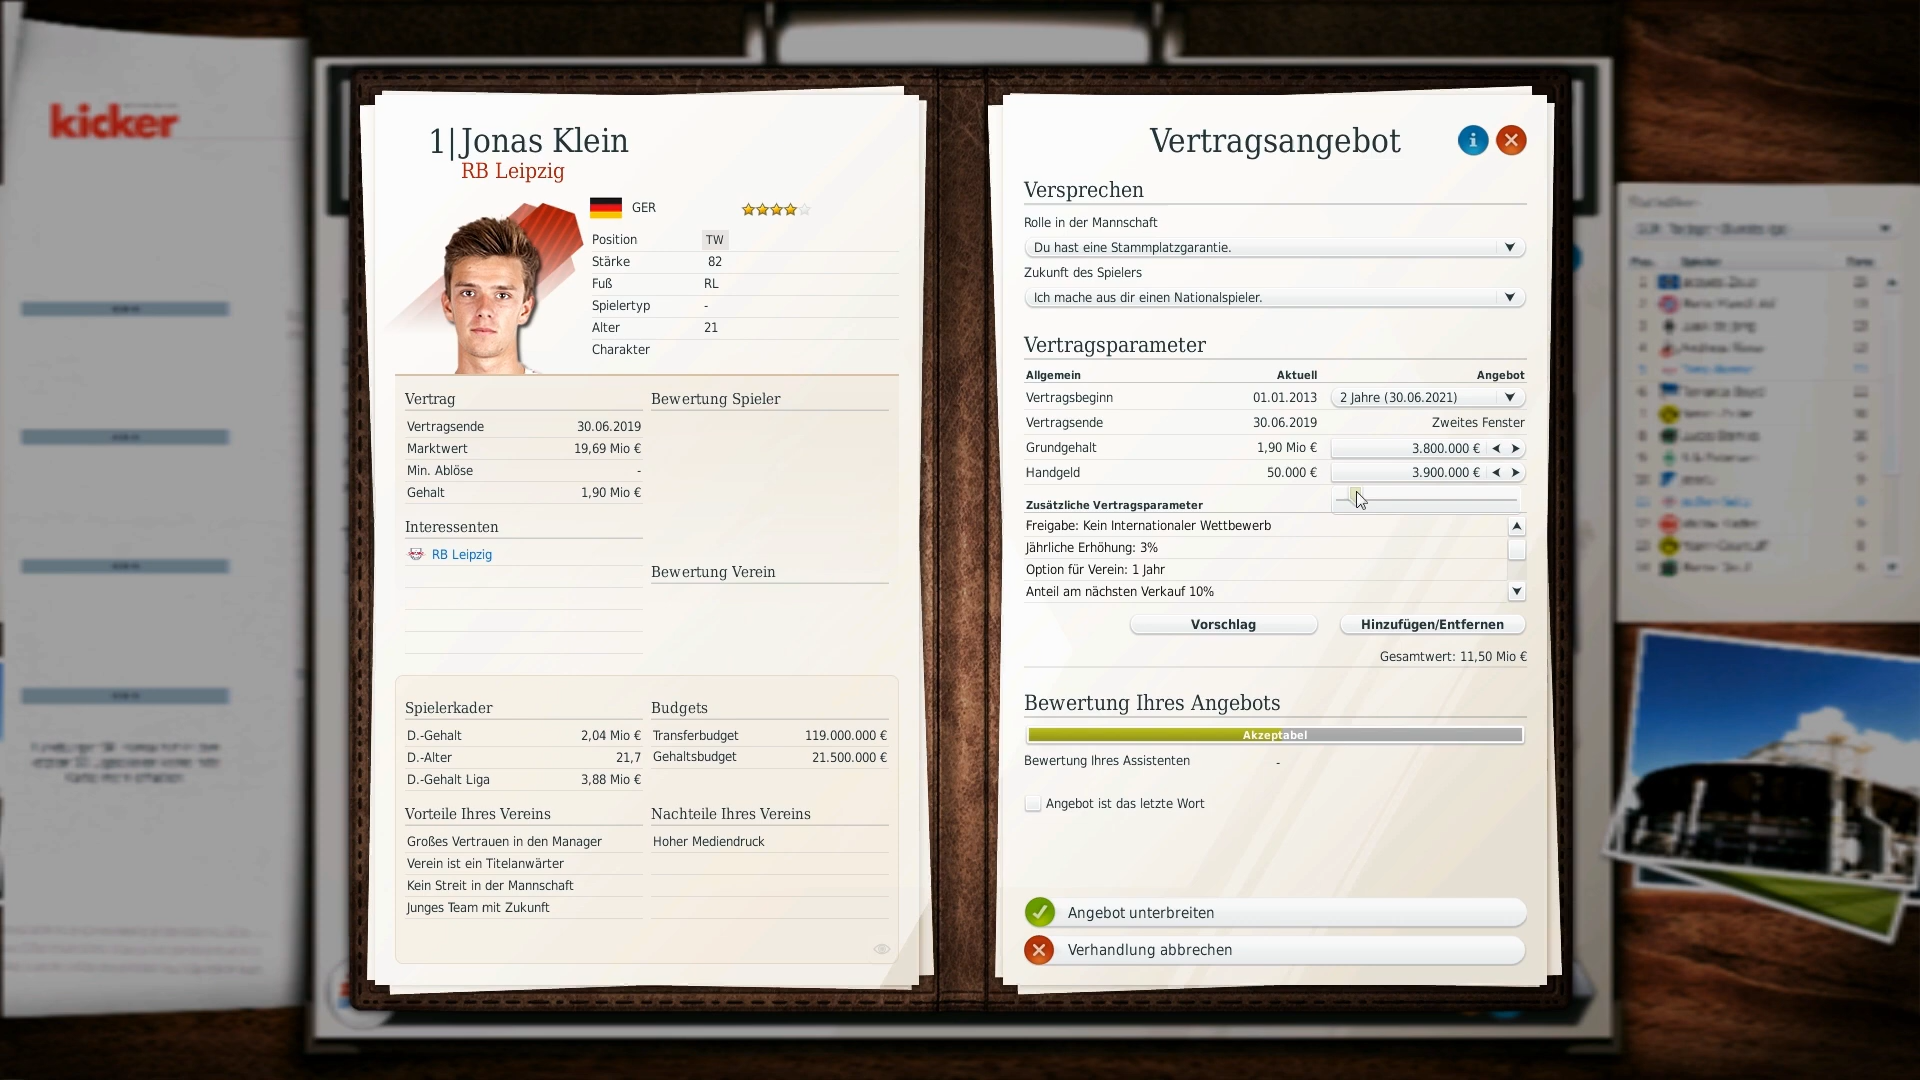 kicker
1|Jonas Klein
RB Leipzig
GER
Position TW
Stärke 82
Fuß RL
Spielertyp -
Alter 21
Charakter
Vertrag
Vertragsende 30.06.2019
Marktwert 19,69 Mio €
Min. Ablöse -
Gehalt 1,90 Mio €
Interessenten
RB Leipzig
Bewertung Spieler
Bewertung Verein
Spielerkader
D.-Gehalt 2,04 Mio €
D.-Alter 21,7
D.-Gehalt Liga 3,88 Mio €
Budgets
Transferbudget 119.000.000 €
Gehaltsbudget 21.500.000 €
Vorteile Ihres Vereins
Großes Vertrauen in den Manager
Verein ist ein Titelanwärter
Kein Streit in der Mannschaft
Junges Team mit Zukunft
Nachteile Ihres Vereins
Hoher Mediendruck
Vertragsangebot
Versprechen
Rolle in der Mannschaft
Du hast eine Stammplatzgarantie.
Zukunft des Spielers
Ich mache aus dir einen Nationalspieler.
Vertragsparameter
Allgemein Aktuell Angebot
Vertragsbeginn 01.01.2013 2 Jahre (30.06.2021)
Vertragsende 30.06.2019 Zweites Fenster
Grundgehalt 1,90 Mio € 3.800.000 €
Handgeld 50.000 € 3.900.000 €
Zusätzliche Vertragsparameter
Freigabe: Kein Internationaler Wettbewerb
Jährliche Erhöhung: 3%
Option für Verein: 1 Jahr
Anteil am nächsten Verkauf 10%
Vorschlag Hinzufügen/Entfernen
Gesamtwert: 11,50 Mio €
Bewertung Ihres Angebots
Akzeptabel
Bewertung Ihres Assistenten -
Angebot ist das letzte Wort
Angebot unterbreiten
Verhandlung abbrechen